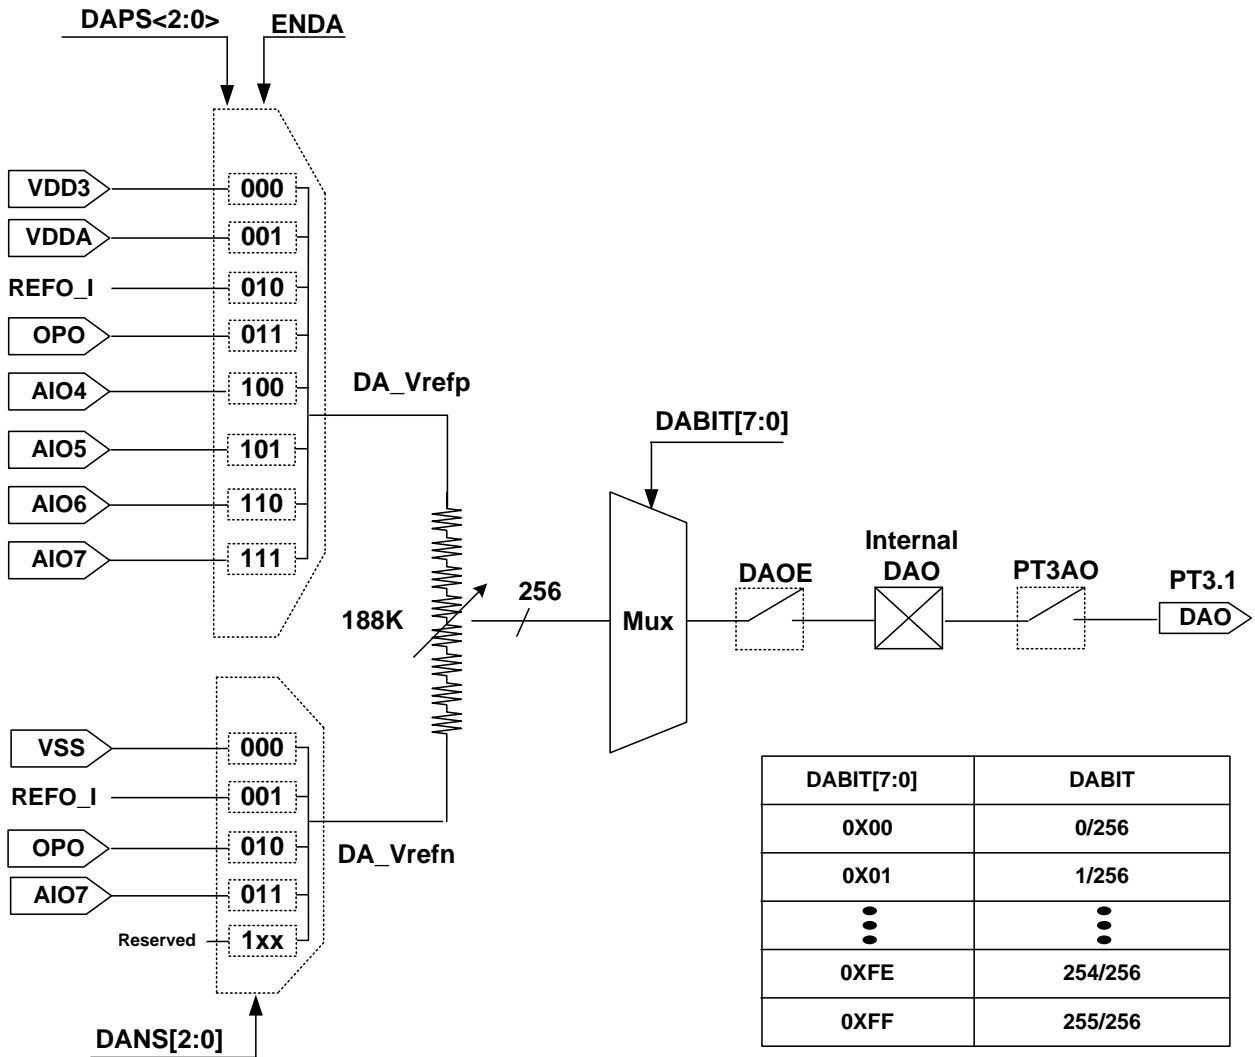 DAPS<2:0>
ENDA
VDD3
000
VDDA
001
REFO_I
010
OPO
011
AIO4
100
DA_Vrefp
AIO5
101
AIO6
110
AIO7
111
188K
256
DABIT[7:0]
Mux
DAOE
Internal
DAO
PT3AO
PT3.1
DAO
VSS
000
REFO_I
001
OPO
010
DA_Vrefn
AIO7
011
Reserved
1xx
DANS[2:0]
DABIT[7:0] DABIT
0X00 0/256
0X01 1/256
0XFE 254/256
0XFF 255/256